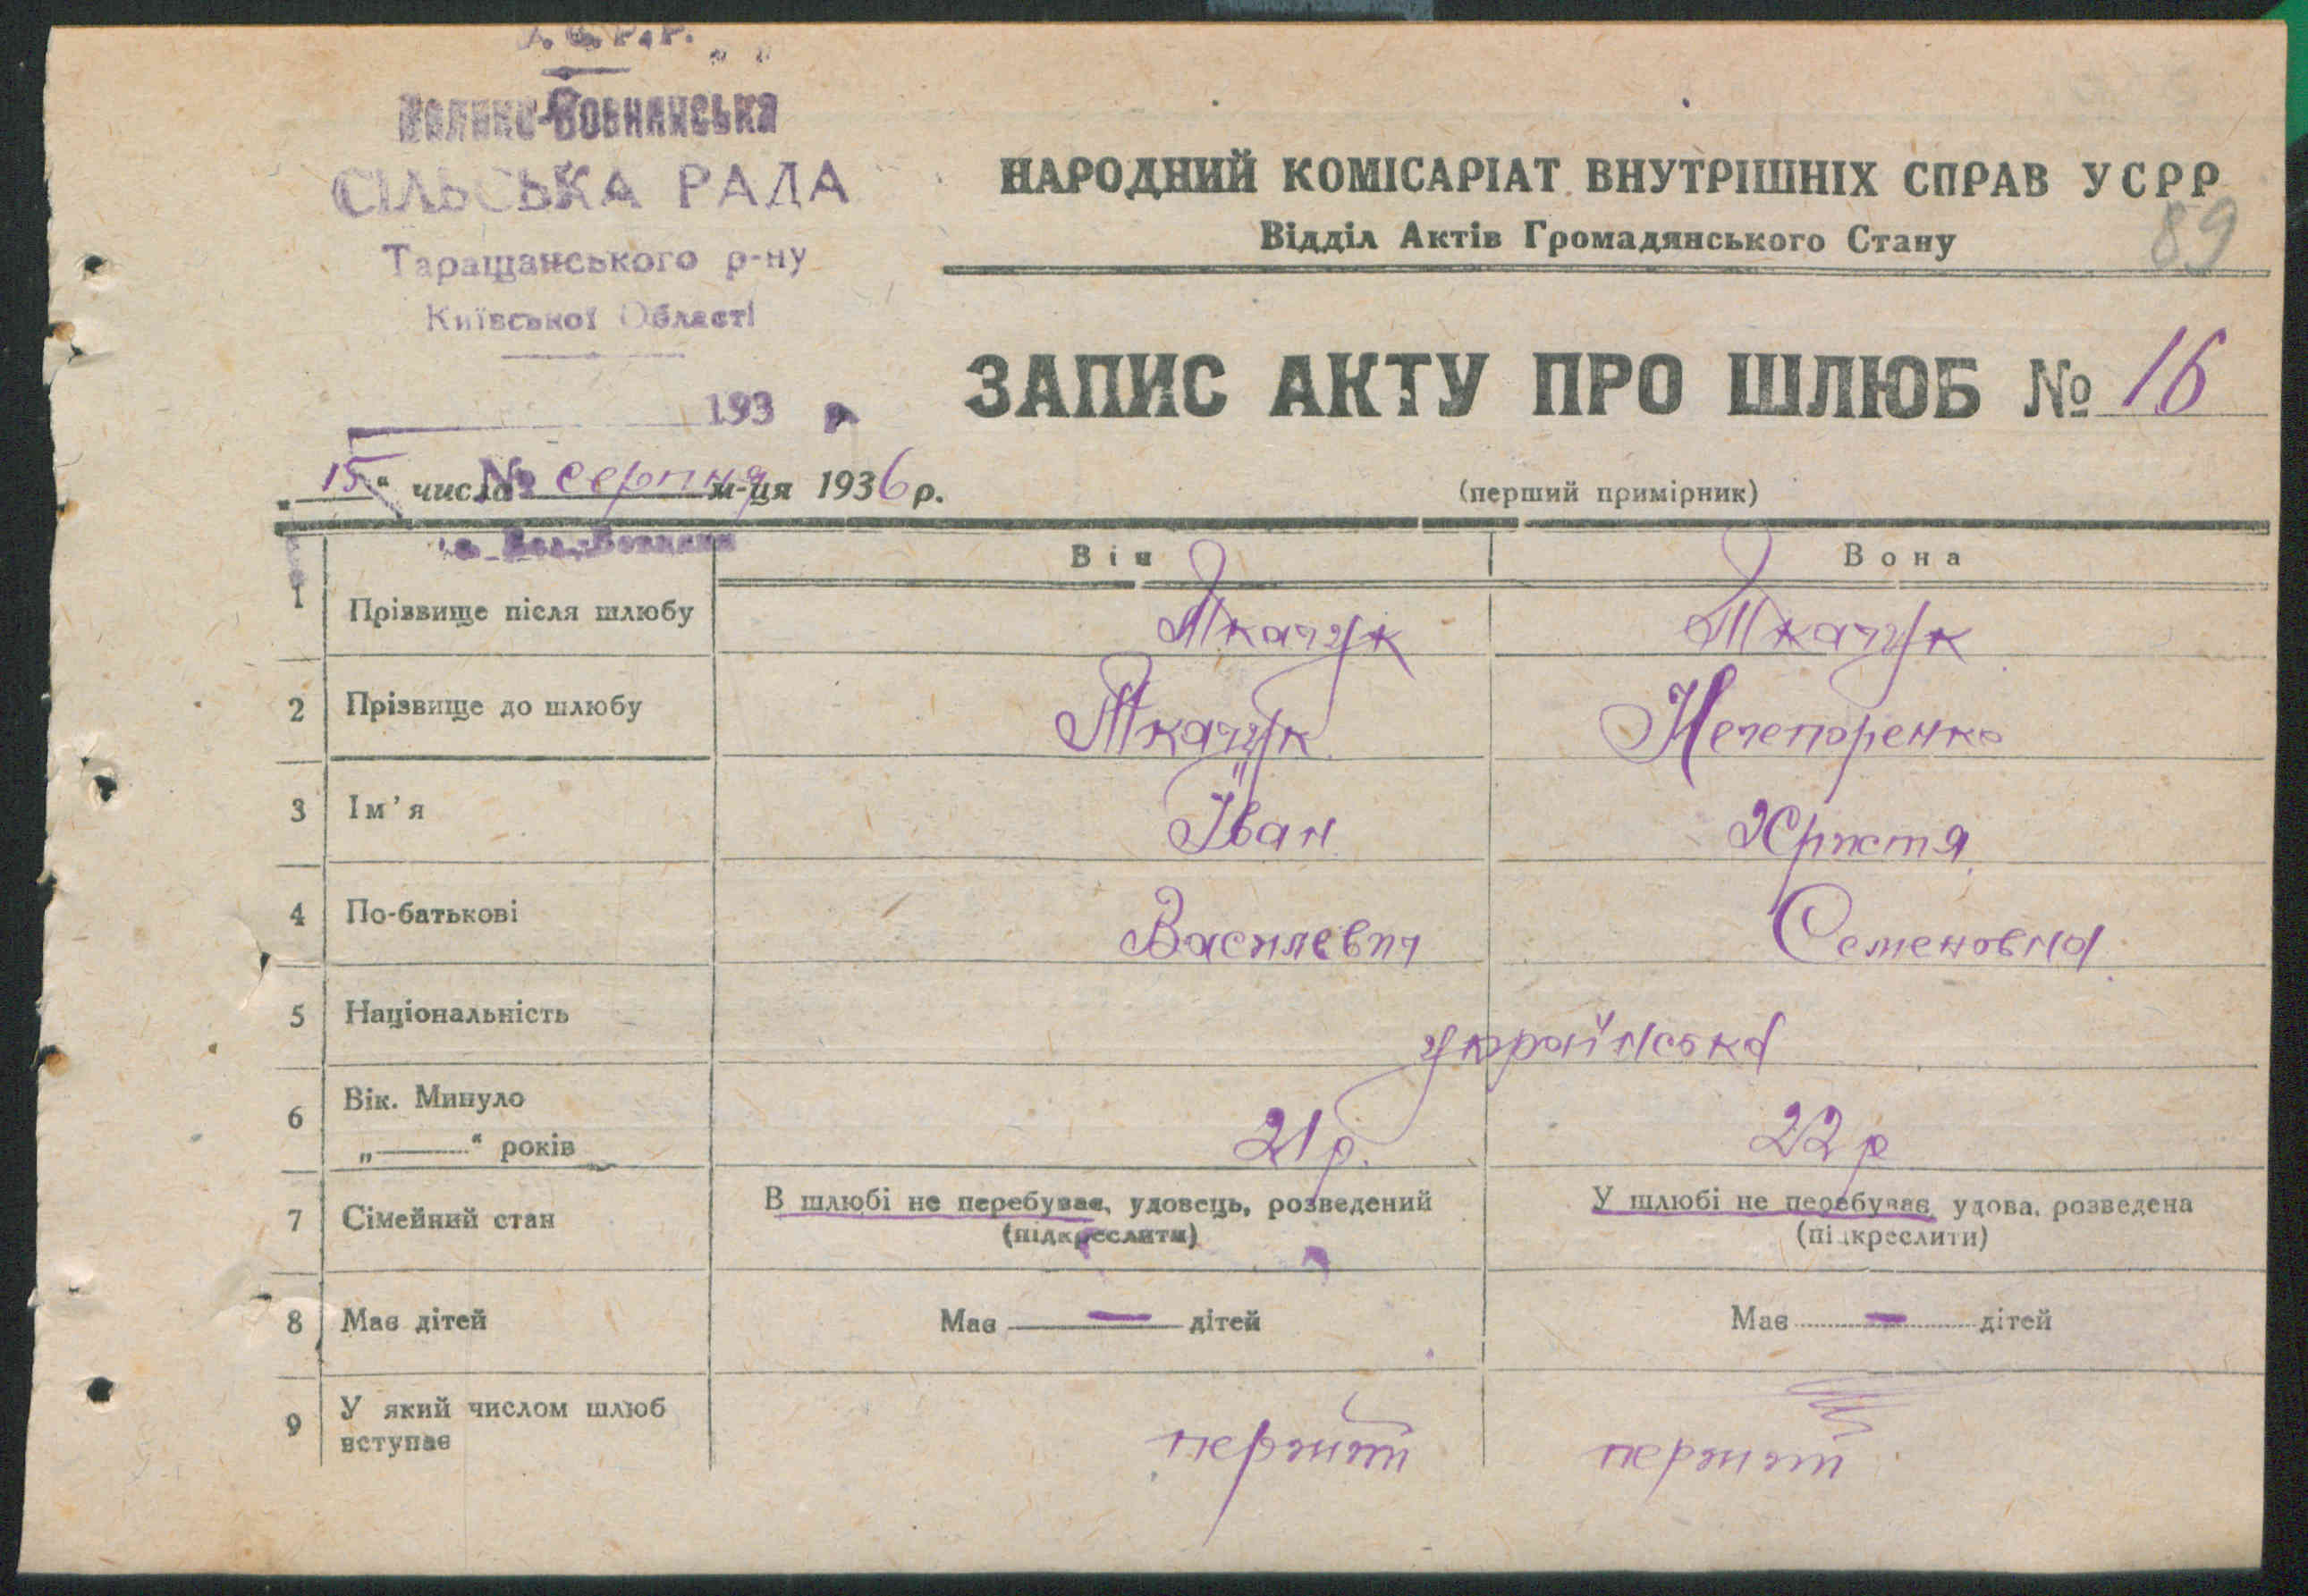 У.С.Р.Р.
Велико-Вовнянська
СІЛЬСЬКА РАДА
Таращанського р-ну
Київської Області
193 р.
№
НАРОДНИЙ КОМІСАРІАТ ВНУТРІШНІХ СПРАВ УСРР
Відділ Актів Громадянського Стану
89
ЗАПИС АКТУ ПРО ШЛЮБ № 16
„15“ числа серпня м-ця 1936 р.
(перший примірник)
Він Вона
1 Прізвище після шлюбу Ткачук Ткачук
2 Прізвище до шлюбу Ткачук Нечепоренко
3 Ім'я Їван Христя
4 По-батькові Василевич Семеновна
5 Національність українська
6 Вік. Минуло
„——“ років 21 р. 22 р
7 Сімейний стан В шлюбі не перебуває, удовець, розведений У шлюбі не перебуває, удова, розведена
(підкреслити) (підкреслити)
8 Має дітей Має — дітей Має — дітей
9 У який числом шлюб
вступає перший перший